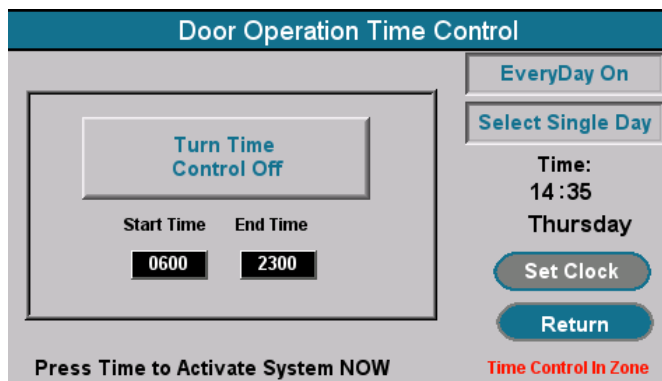 Door Operation Time Control
EveryDay On
Select Single Day
Turn Time
Control Off
Time:
14:35
Thursday
Start Time End Time
0600 2300
Set Clock
Return
Press Time to Activate System NOW
Time Control In Zone